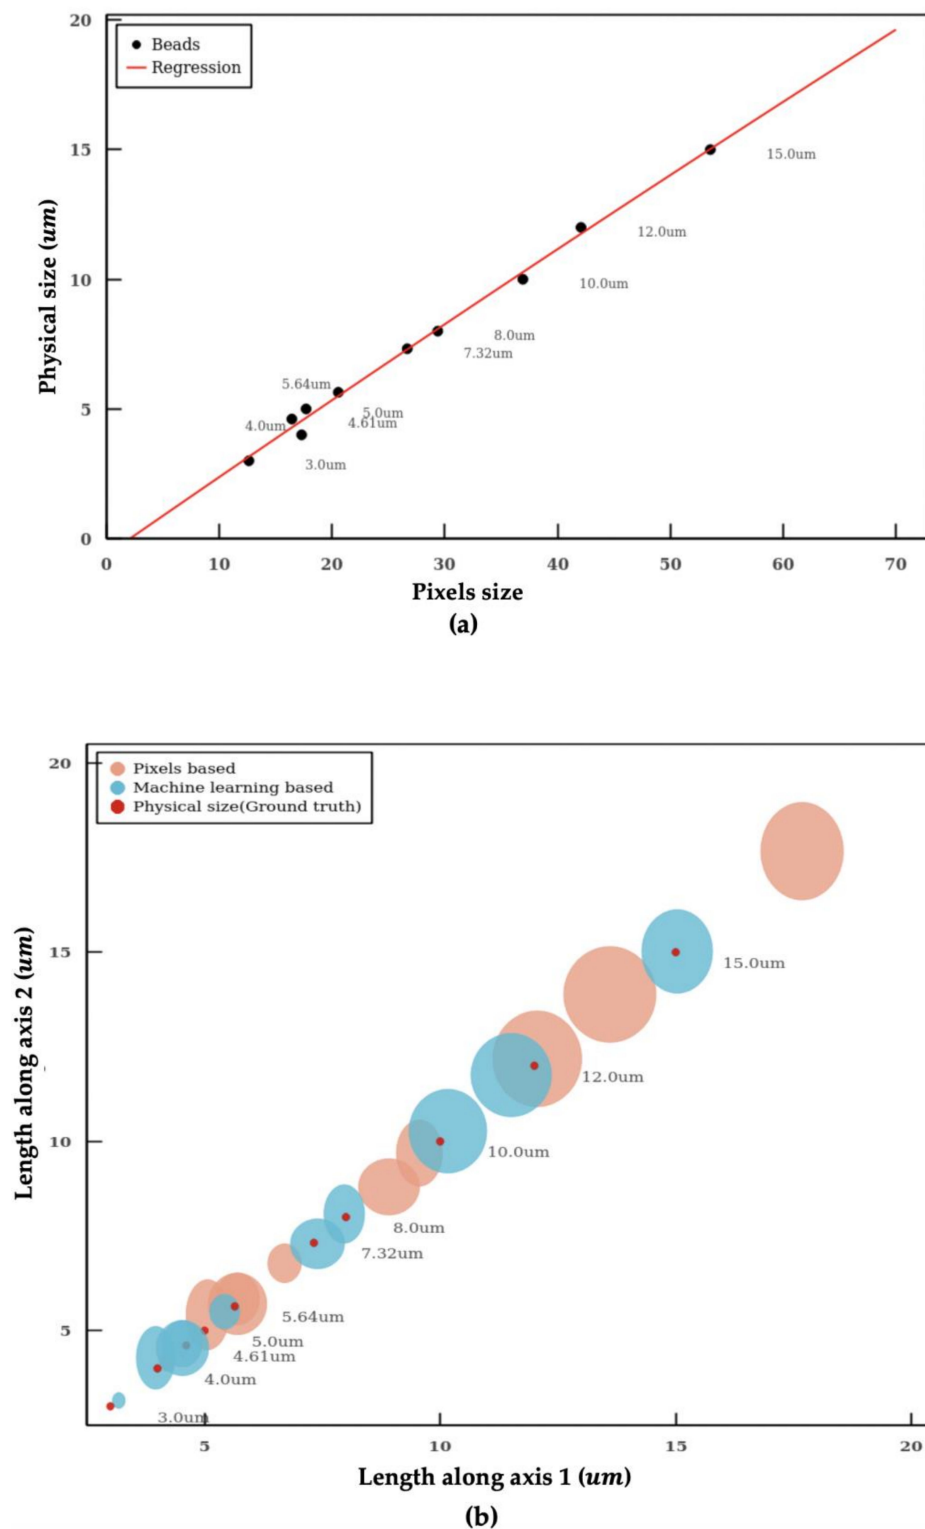 20
Beads
Regression
15
15.0um
12.0um
10
10.0um
8.0um
7.32um
5.64um
5
5.0um
4.61um
4.0um
3.0um
0
0 10 20 30 40 50 60 70
Physical size (um)
Pixels size
(a)
20
Pixels based
Machine learning based
Physical size(Ground truth)
15
15.0um
12.0um
10
10.0um
8.0um
7.32um
5
5.64um
5.0um
4.61um
4.0um
3.0um
5 10 15 20
Length along axis 2 (um)
Length along axis 1 (um)
(b)